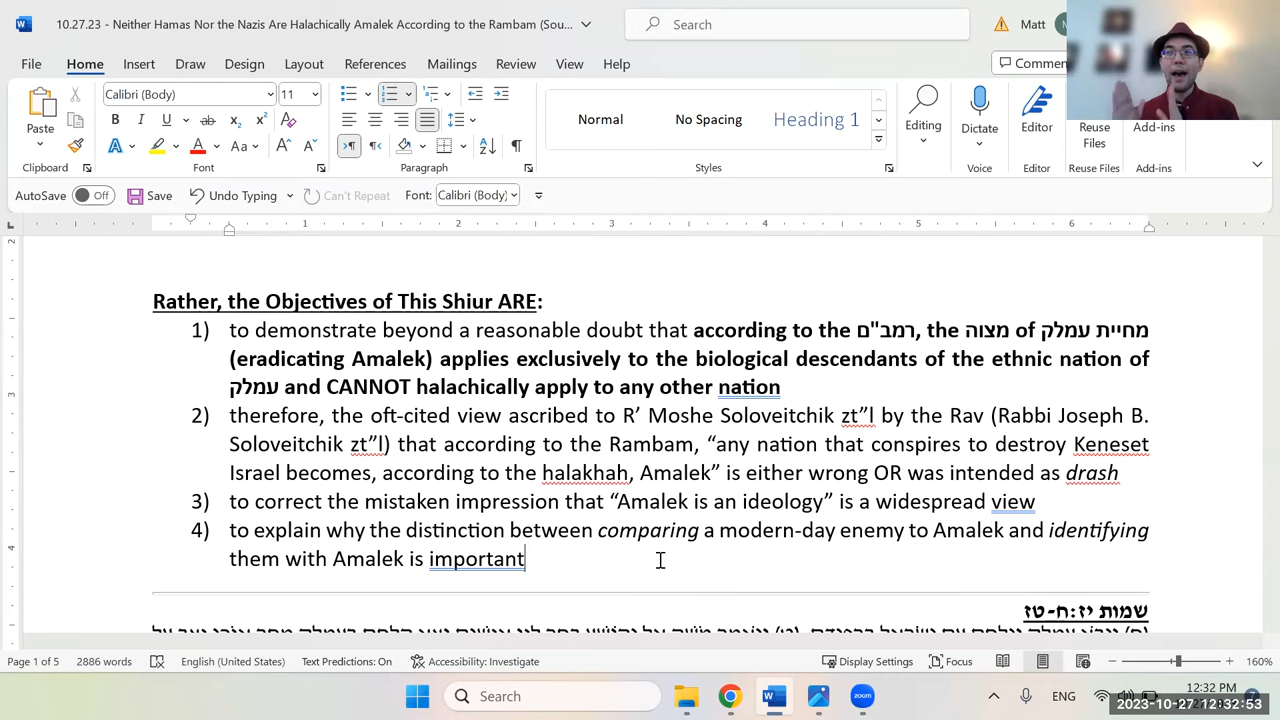 10.27.23 - Neither Hamas Nor the Nazis Are Halachically Amalek According to the Rambam (Sou...
Search
Matt
File Home Insert Draw Design Layout References Mailings Review View Help
Commen
Calibri (Body) 11
Paste
Normal No Spacing Heading 1
Editing Dictate Editor Reuse Files Add-ins
Clipboard Font Paragraph Styles Voice Editor Reuse Files Add-ins
AutoSave Off Save Undo Typing Can't Repeat Font: Calibri (Body)
1 2 3 4 5 6
Rather, the Objectives of This Shiur ARE:
1) to demonstrate beyond a reasonable doubt that according to the רמב"ם, the מצוה of מחיית עמלק
(eradicating Amalek) applies exclusively to the biological descendants of the ethnic nation of
עמלק and CANNOT halachically apply to any other nation
2) therefore, the oft-cited view ascribed to R’ Moshe Soloveitchik zt”l by the Rav (Rabbi Joseph B.
Soloveitchik zt”l) that according to the Rambam, “any nation that conspires to destroy Keneset
Israel becomes, according to the halakhah, Amalek” is either wrong OR was intended as drash
3) to correct the mistaken impression that “Amalek is an ideology” is a widespread view
4) to explain why the distinction between comparing a modern-day enemy to Amalek and identifying
them with Amalek is important
שמות יז:ח-טז
Page 1 of 5 2886 words English (United States) Text Predictions: On Accessibility: Investigate Display Settings Focus 160%
Search
ENG
12:32 PM
2023-10-27 12:32:53